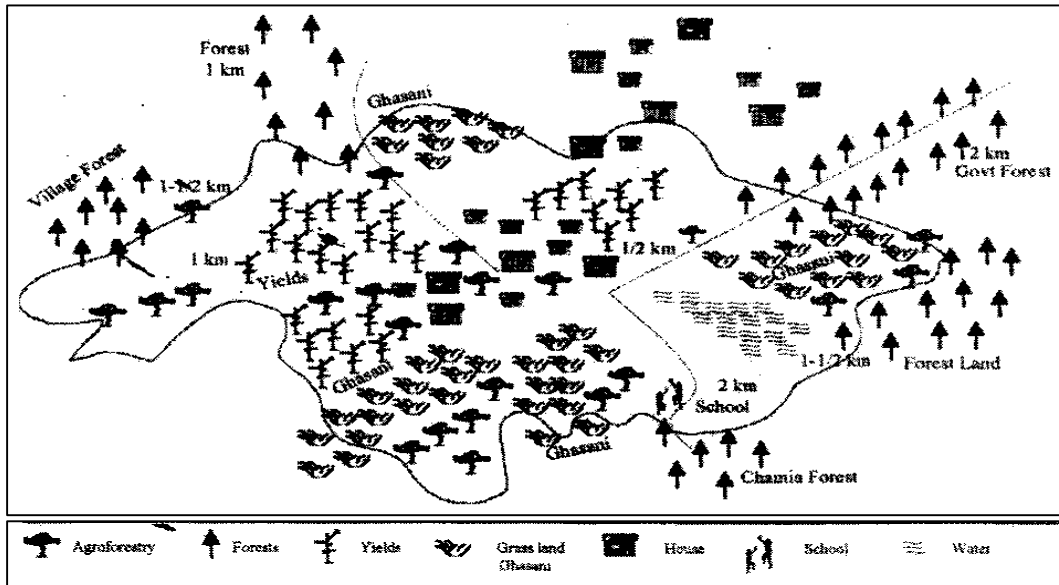 Forest
1 km
Ghasani
Village Forest
1-1/2 km
1/2 km
Govt Forest
1/2 km
1 km
Yields
Ghasani
Ghasani
1-1/2 km
Forest Land
2 km
School
Ghasani
Chamia Forest
Agroforestry
Forests
Yields
Grass land
Ghasani
House
School
Water